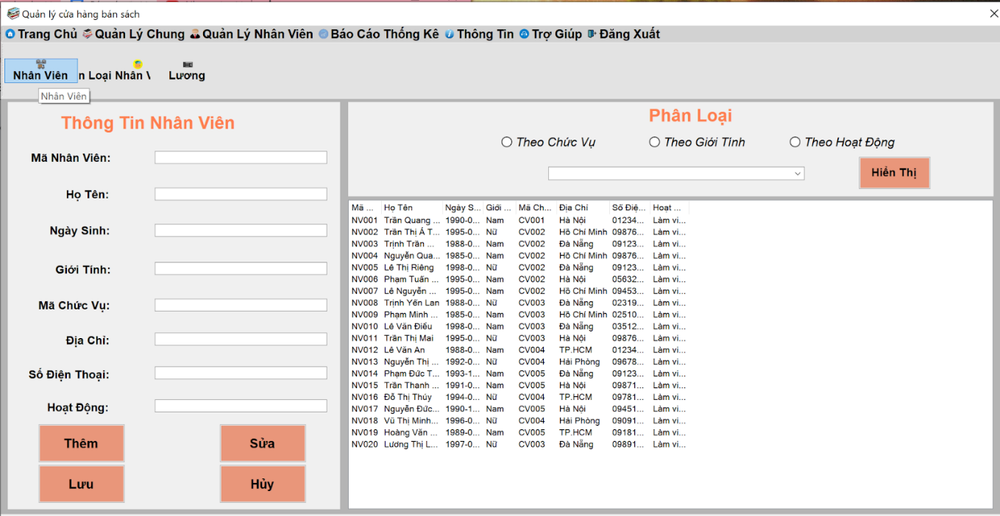 Quản lý cửa hàng bán sách
Trang Chủ Quản Lý Chung Quản Lý Nhân Viên Báo Cáo Thống Kê Thông Tin Trợ Giúp Đăng Xuất
Nhân Viên n Loại Nhân V Lương
Nhân Viên
Thông Tin Nhân Viên
Mã Nhân Viên:
Họ Tên:
Ngày Sinh:
Giới Tính:
Mã Chức Vụ:
Địa Chỉ:
Số Điện Thoại:
Hoạt Động:
Thêm Sửa
Lưu Hủy
Phân Loại
Theo Chức Vụ Theo Giới Tính Theo Hoạt Động
Hiển Thị
Mã ... Họ Tên Ngày S... Giới ... Mã Ch... Địa Chỉ Số Điệ... Hoạt ...
NV001 Trần Quang ... 1990-0... Nam CV001 Hà Nội 01234... Làm vi...
NV002 Trần Thị Á T... 1995-0... Nữ CV002 Hồ Chí Minh 09876... Làm vi...
NV003 Trịnh Trần ... 1988-0... Nam CV002 Đà Nẵng 09123... Làm vi...
NV004 Nguyễn Qua... 1985-0... Nam CV002 Hồ Chí Minh 09876... Làm vi...
NV005 Lê Thị Riêng 1998-0... Nữ CV002 Đà Nẵng 09123... Làm vi...
NV006 Phạm Tuấn ... 1995-0... Nam CV002 Hà Nội 05632... Làm vi...
NV007 Lê Nguyễn ... 1995-0... Nam CV002 Hồ Chí Minh 09453... Làm vi...
NV008 Trịnh Yến Lan 1988-0... Nữ CV003 Đà Nẵng 02319... Làm vi...
NV009 Phạm Minh ... 1985-0... Nam CV003 Hồ Chí Minh 02510... Làm vi...
NV010 Lê Văn Điều 1998-0... Nam CV003 Đà Nẵng 03512... Làm vi...
NV011 Trần Thị Mai 1995-0... Nữ CV003 Hà Nội 09876... Làm vi...
NV012 Lê Văn An 1988-0... Nam CV004 TP.HCM 01234... Làm vi...
NV013 Nguyễn Thị ... 1992-0... Nữ CV004 Hải Phòng 09678... Làm vi...
NV014 Phạm Đức T... 1993-1... Nam CV005 Đà Nẵng 09123... Làm vi...
NV015 Trần Thanh ... 1991-0... Nam CV005 Hà Nội 09871... Làm vi...
NV016 Đỗ Thị Thúy 1994-0... Nữ CV004 TP.HCM 09781... Làm vi...
NV017 Nguyễn Đức... 1990-1... Nam CV005 Hà Nội 09451... Làm vi...
NV018 Vũ Thị Minh... 1996-0... Nữ CV004 Hải Phòng 09091... Làm vi...
NV019 Hoàng Văn ... 1989-0... Nam CV005 TP.HCM 09181... Làm vi...
NV020 Lương Thị L... 1997-0... Nữ CV003 Đà Nẵng 09891... Làm vi...